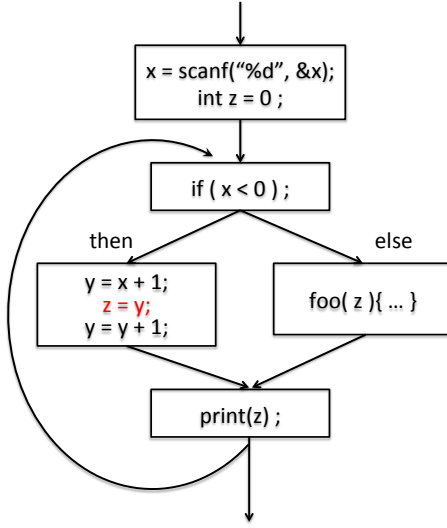 x = scanf(“%d”, &x);
int z = 0 ;
if ( x < 0 ) ;
then
else
y = x + 1;
z = y;
y = y + 1;
foo( z ){ … }
print(z) ;